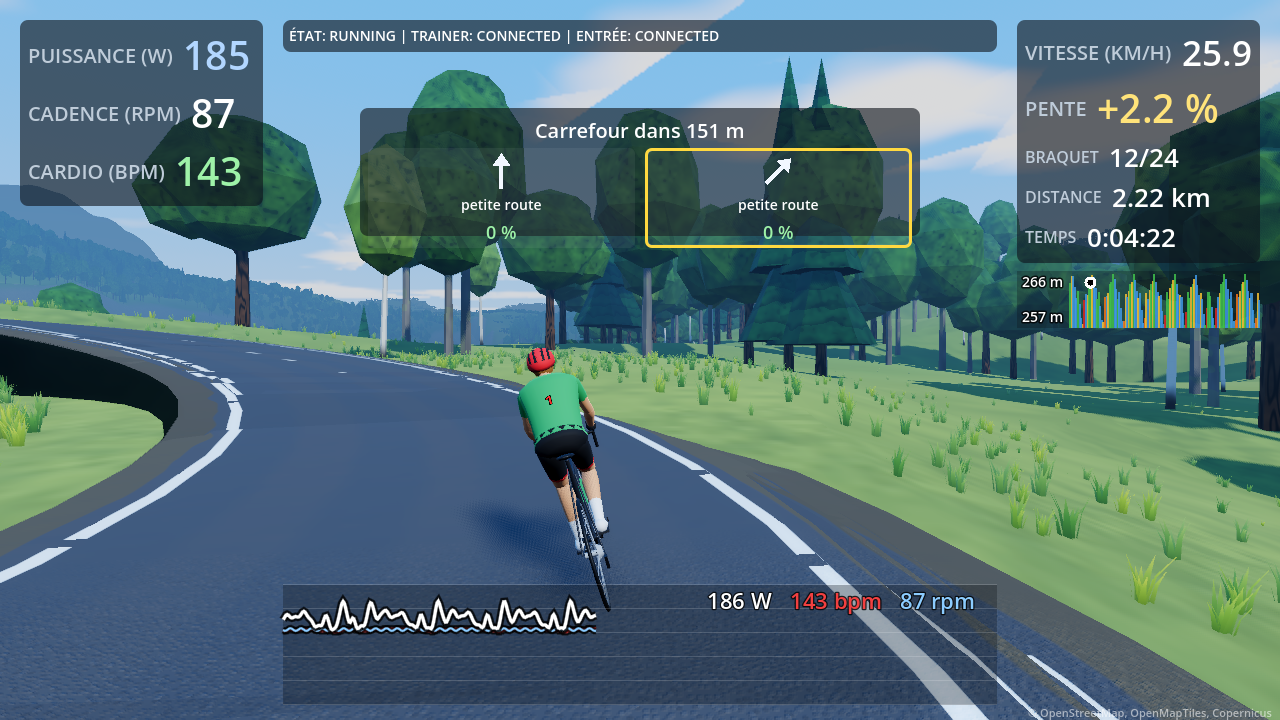 PUISSANCE (W) 185
CADENCE (RPM) 87
CARDIO (BPM) 143
ÉTAT: RUNNING | TRAINER: CONNECTED | ENTRÉE: CONNECTED
Carrefour dans 151 m
petite route
0 %
petite route
0 %
VITESSE (KM/H) 25.9
PENTE +2.2 %
BRAQUET 12/24
DISTANCE 2.22 km
TEMPS 0:04:22
266 m
257 m
1
186 W 143 bpm 87 rpm
© OpenStreetMap, OpenMapTiles, Copernicus